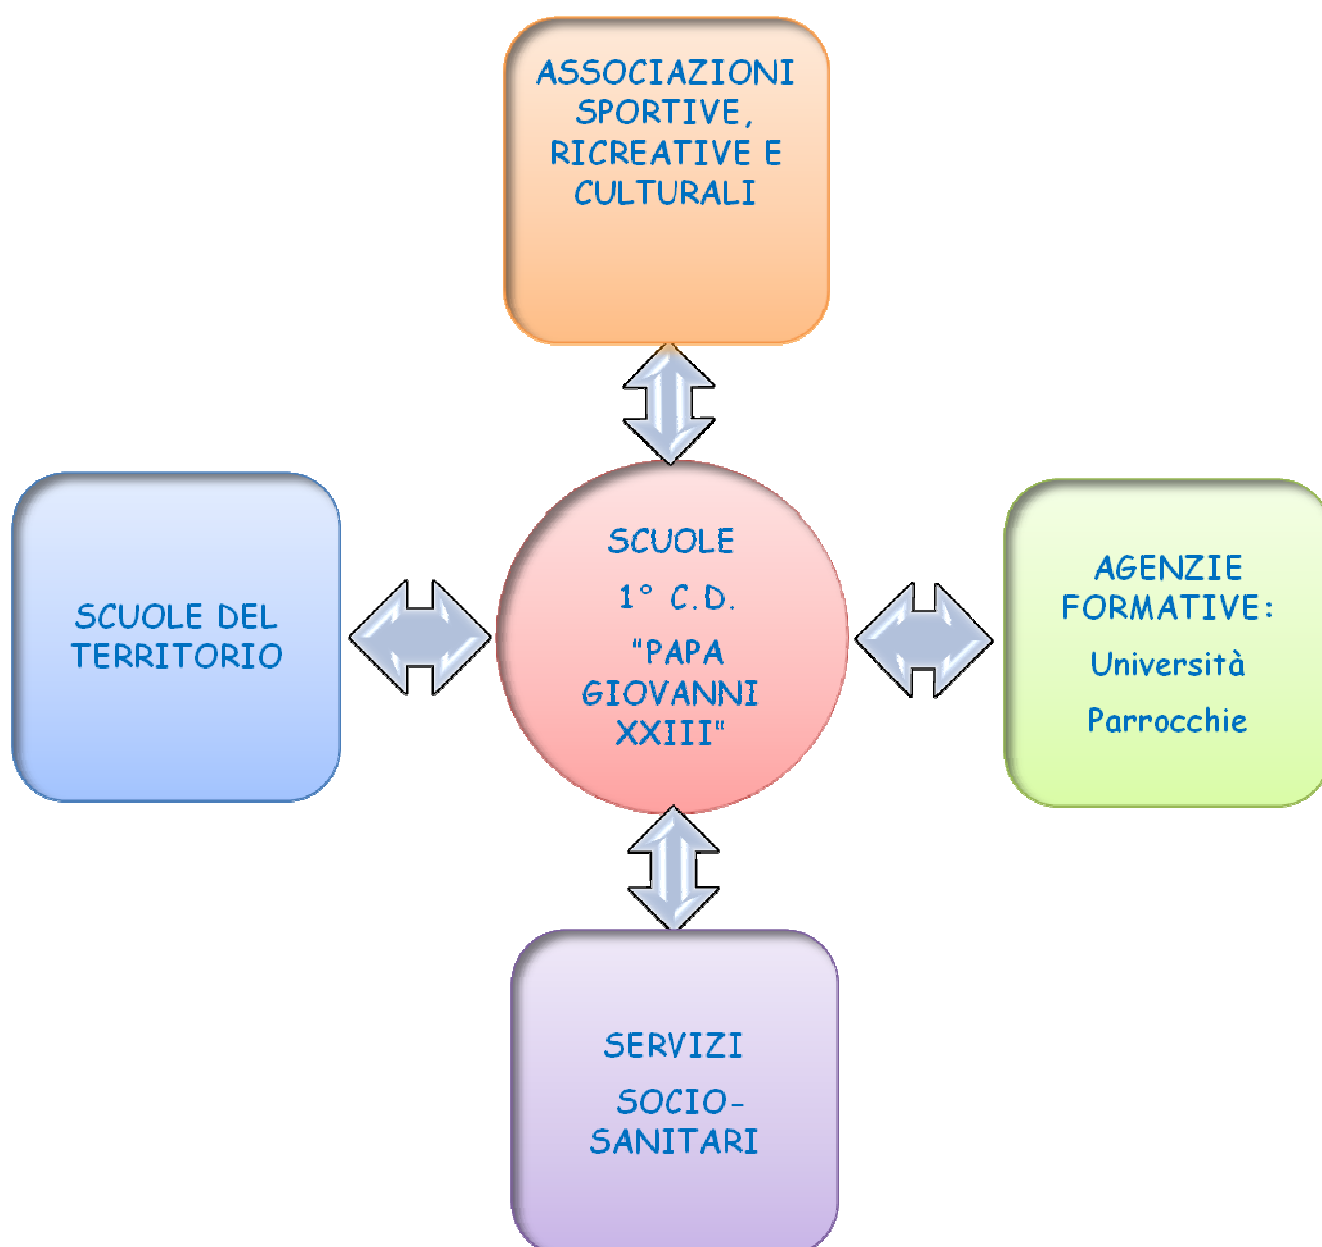 ASSOCIAZIONI
SPORTIVE,
RICREATIVE E
CULTURALI
SCUOLE DEL
TERRITORIO
SCUOLE
1° C.D.
"PAPA
GIOVANNI
XXIII"
AGENZIE
FORMATIVE:
Università
Parrocchie
SERVIZI
SOCIO-
SANITARI